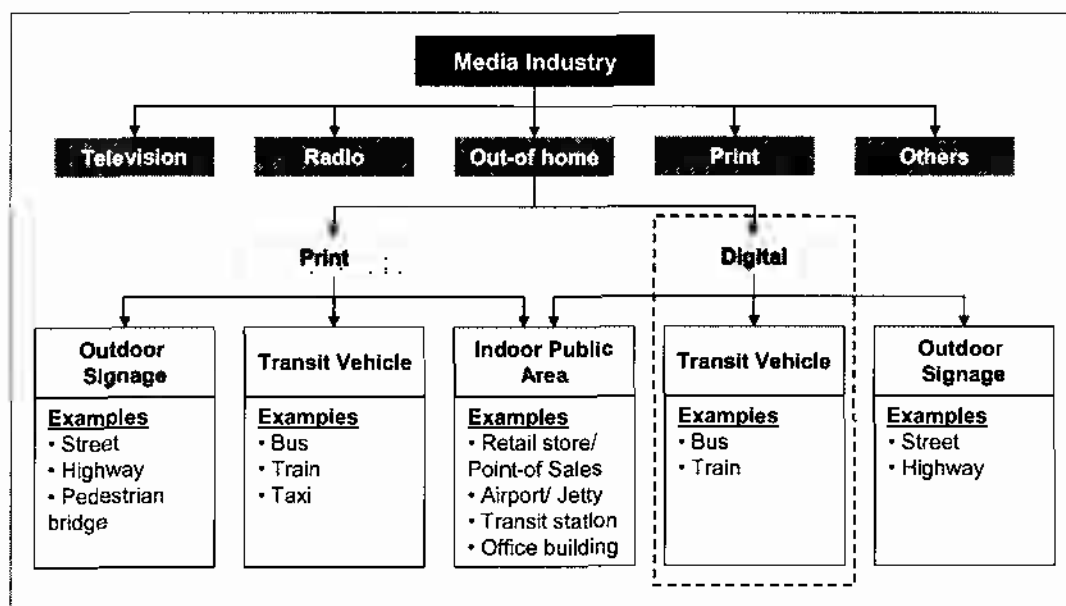 Media Industry
Television
Radio
Out-of home
Print
Others
Print
Digital
Outdoor
Signage
Examples
• Street
• Highway
• Pedestrian
bridge
Transit Vehicle
Examples
• Bus
• Train
• Taxi
Indoor Public
Area
Examples
• Retail store/
Point-of Sales
• Airport/ Jetty
• Transit station
• Office building
Transit Vehicle
Examples
• Bus
• Train
Outdoor
Signage
Examples
• Street
• Highway